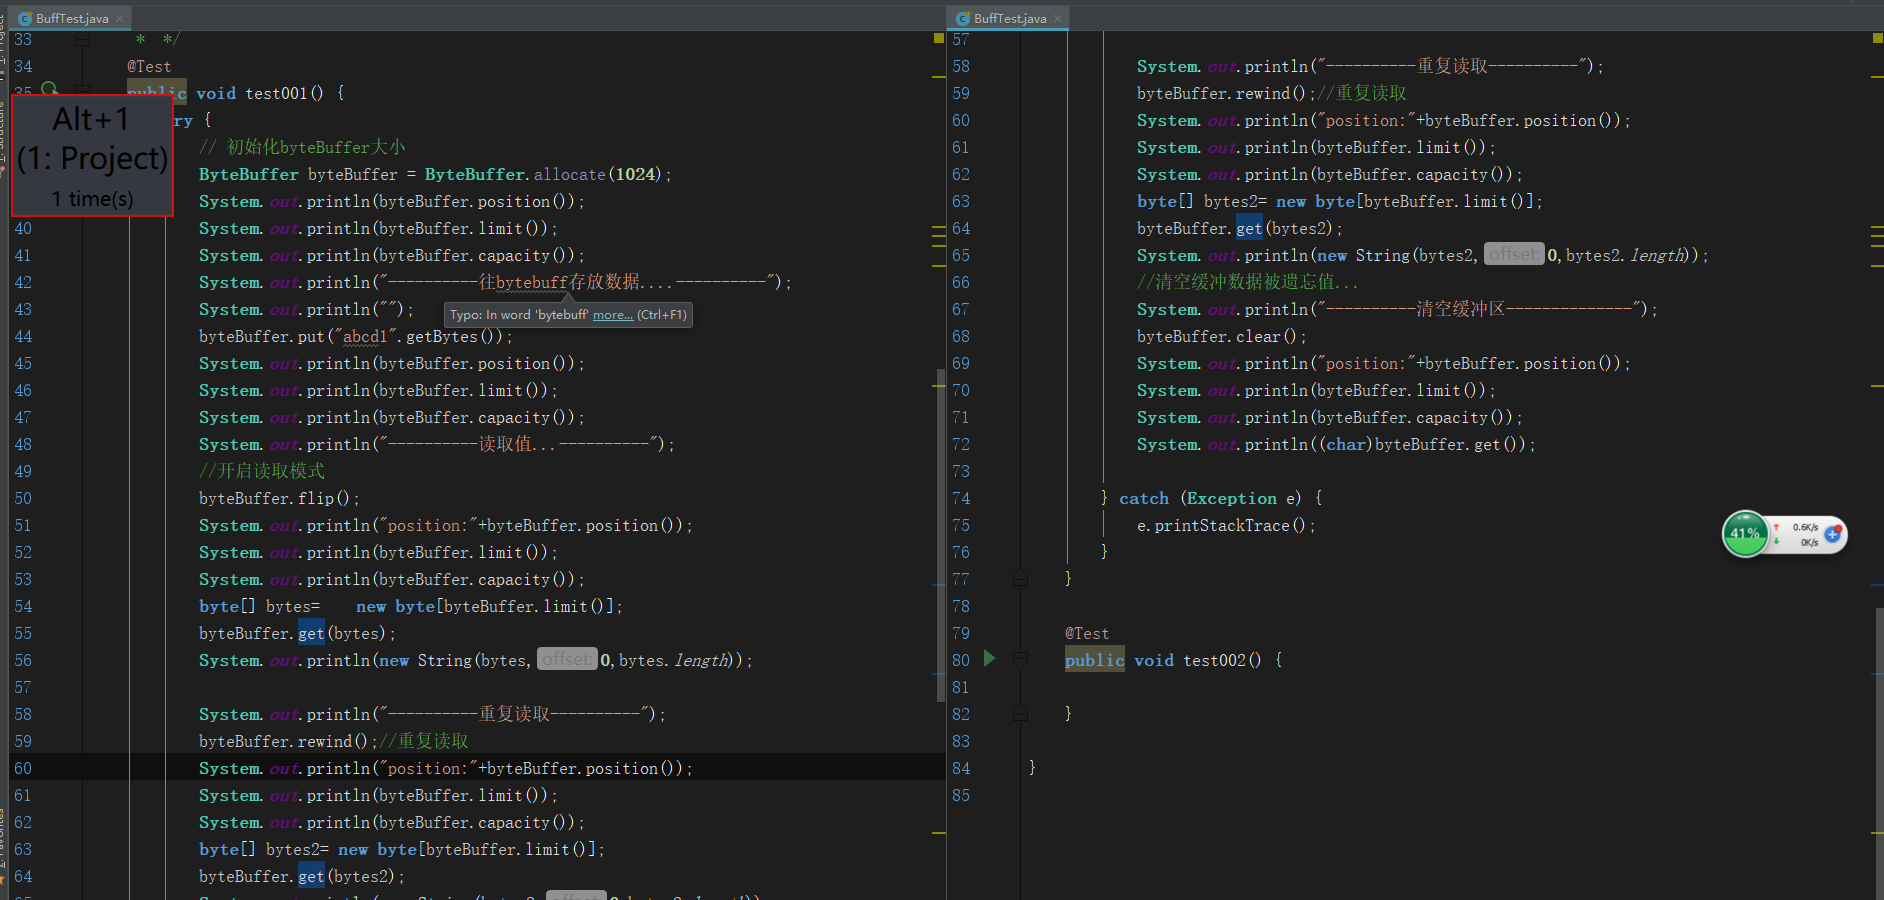 BuffTest.java
33 * */
34 @Test
35 public void test001() {
Alt+1
(1: Project)
1 time(s)
ry {
// 初始化byteBuffer大小
ByteBuffer byteBuffer = ByteBuffer.allocate(1024);
System.out.println(byteBuffer.position());
40 System.out.println(byteBuffer.limit());
41 System.out.println(byteBuffer.capacity());
42 System.out.println("----------往bytebuff存放数据....----------");
43 System.out.println("");
Typo: In word 'bytebuff' more... (Ctrl+F1)
44 byteBuffer.put("abcd1".getBytes());
45 System.out.println(byteBuffer.position());
46 System.out.println(byteBuffer.limit());
47 System.out.println(byteBuffer.capacity());
48 System.out.println("----------读取值...----------");
49 //开启读取模式
50 byteBuffer.flip();
51 System.out.println("position:"+byteBuffer.position());
52 System.out.println(byteBuffer.limit());
53 System.out.println(byteBuffer.capacity());
54 byte[] bytes=    new byte[byteBuffer.limit()];
55 byteBuffer.get(bytes);
56 System.out.println(new String(bytes, offset: 0,bytes.length));
57
58 System.out.println("----------重复读取----------");
59 byteBuffer.rewind();//重复读取
60 System.out.println("position:"+byteBuffer.position());
61 System.out.println(byteBuffer.limit());
62 System.out.println(byteBuffer.capacity());
63 byte[] bytes2= new byte[byteBuffer.limit()];
64 byteBuffer.get(bytes2);
BuffTest.java
57
58 System.out.println("----------重复读取----------");
59 byteBuffer.rewind();//重复读取
60 System.out.println("position:"+byteBuffer.position());
61 System.out.println(byteBuffer.limit());
62 System.out.println(byteBuffer.capacity());
63 byte[] bytes2= new byte[byteBuffer.limit()];
64 byteBuffer.get(bytes2);
65 System.out.println(new String(bytes2, offset: 0,bytes2.length));
66 //清空缓冲数据被遗忘值...
67 System.out.println("----------清空缓冲区--------------");
68 byteBuffer.clear();
69 System.out.println("position:"+byteBuffer.position());
70 System.out.println(byteBuffer.limit());
71 System.out.println(byteBuffer.capacity());
72 System.out.println((char)byteBuffer.get());
73
74 } catch (Exception e) {
75 e.printStackTrace();
76 }
77 }
78
79 @Test
80 public void test002() {
81
82 }
83
84 }
85
41%
0.6K/s
0K/s